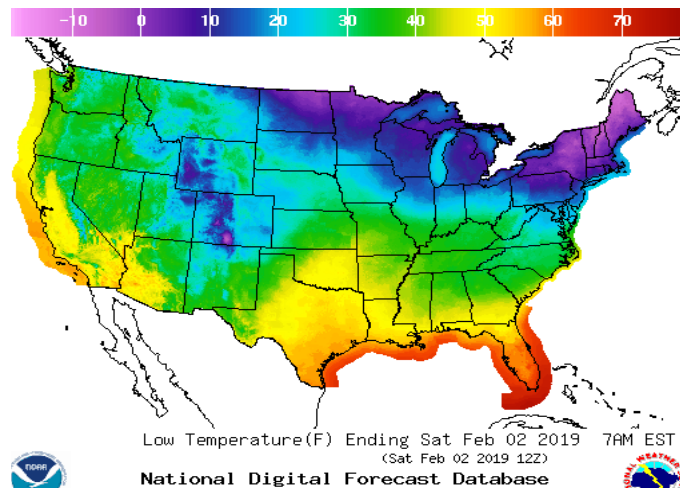 -10 0 10 20 30 40 50 60 70
Low Temperature(F) Ending Sat Feb 02 2019 7AM EST
(Sat Feb 02 2019 12Z)
National Digital Forecast Database
noaa